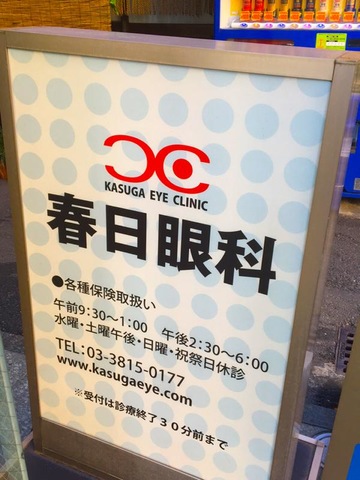 KASUGA EYE CLINIC
春日眼科
●各種保険取扱い
午前9:30～1:00 午後2:30～6:00
水曜・土曜午後・日曜・祝祭日休診
TEL:03-3815-0177
www.kasugaeye.com
※受付は診療終了30分前まで